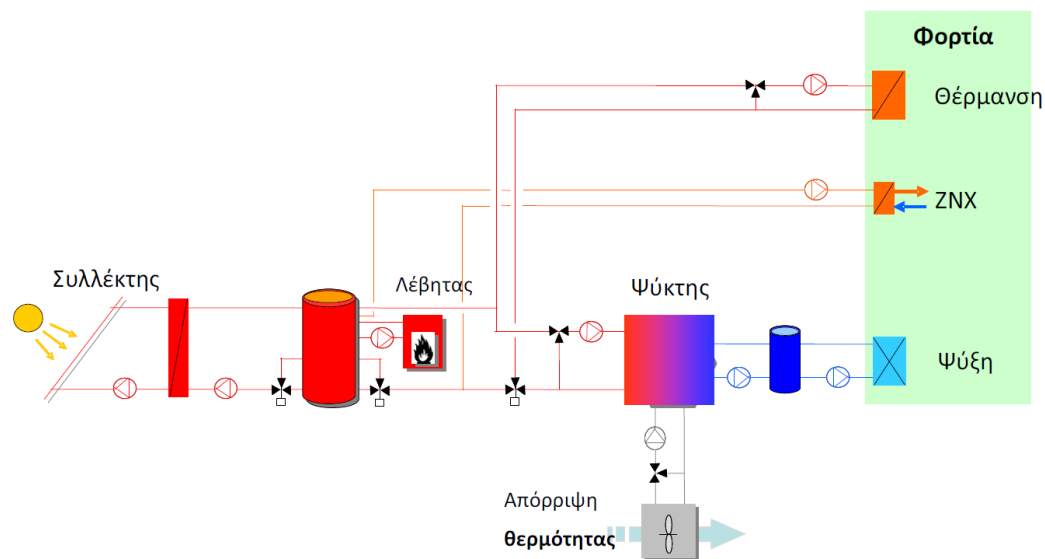 Φορτία
Θέρμανση
ΖΝΧ
Συλλέκτης
Λέβητας
Ψύκτης
Ψύξη
Απόρριψη
θερμότητας